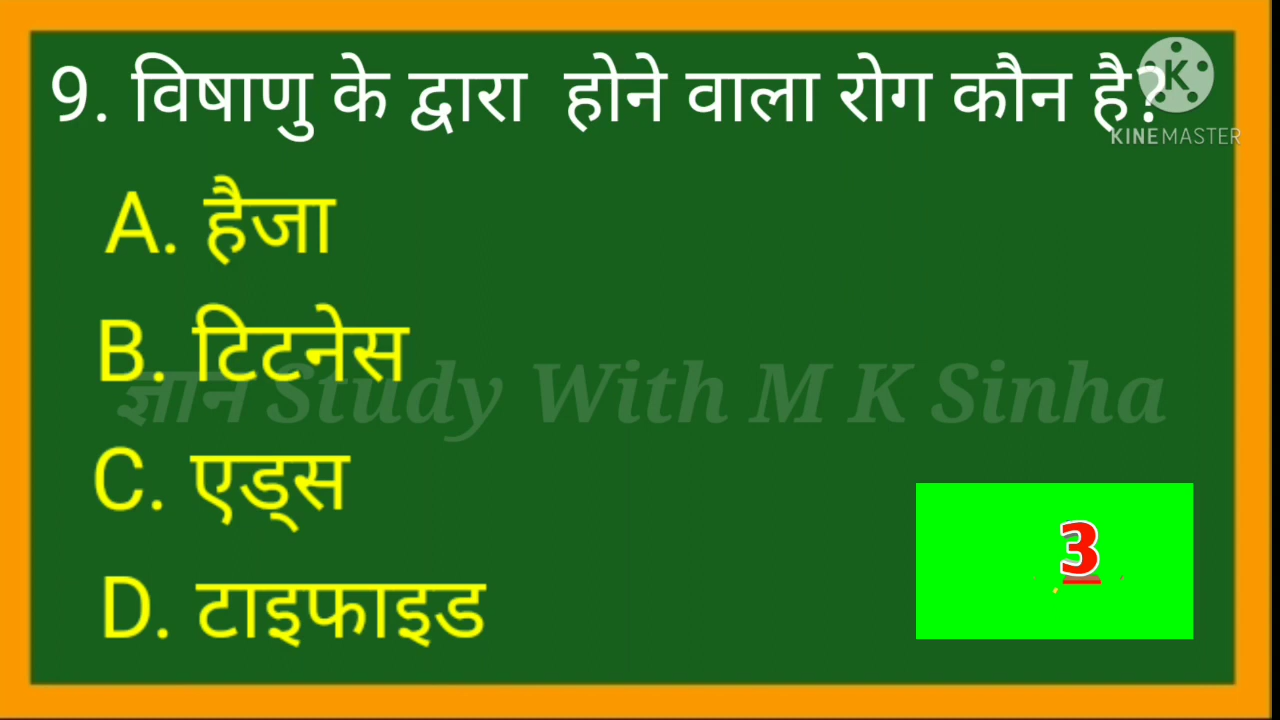 9. विषाणु के द्वारा होने वाला रोग कौन है?
KINEMASTER
A. हैजा
B. टिटनेस
ज्ञान Study With M K Sinha
C. एड्स
3
D. टाइफाइड